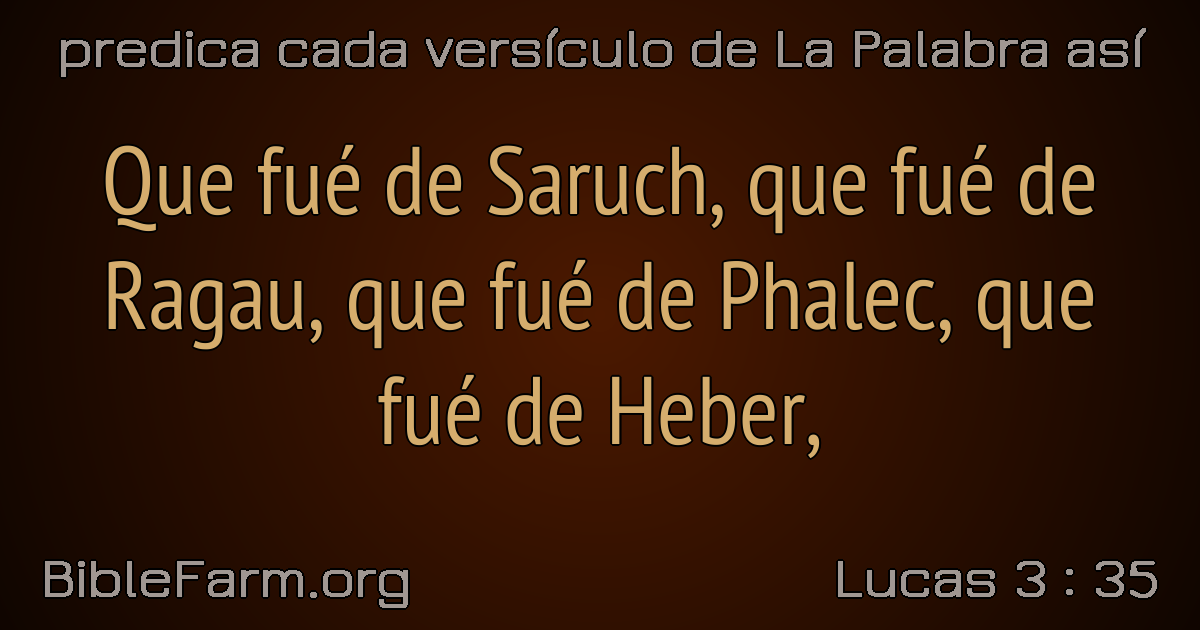 predica cada versículo de La Palabra así
Que fué de Saruch, que fué de
Ragau, que fué de Phalec, que
fué de Heber,
BibleFarm.org
Lucas 3 : 35